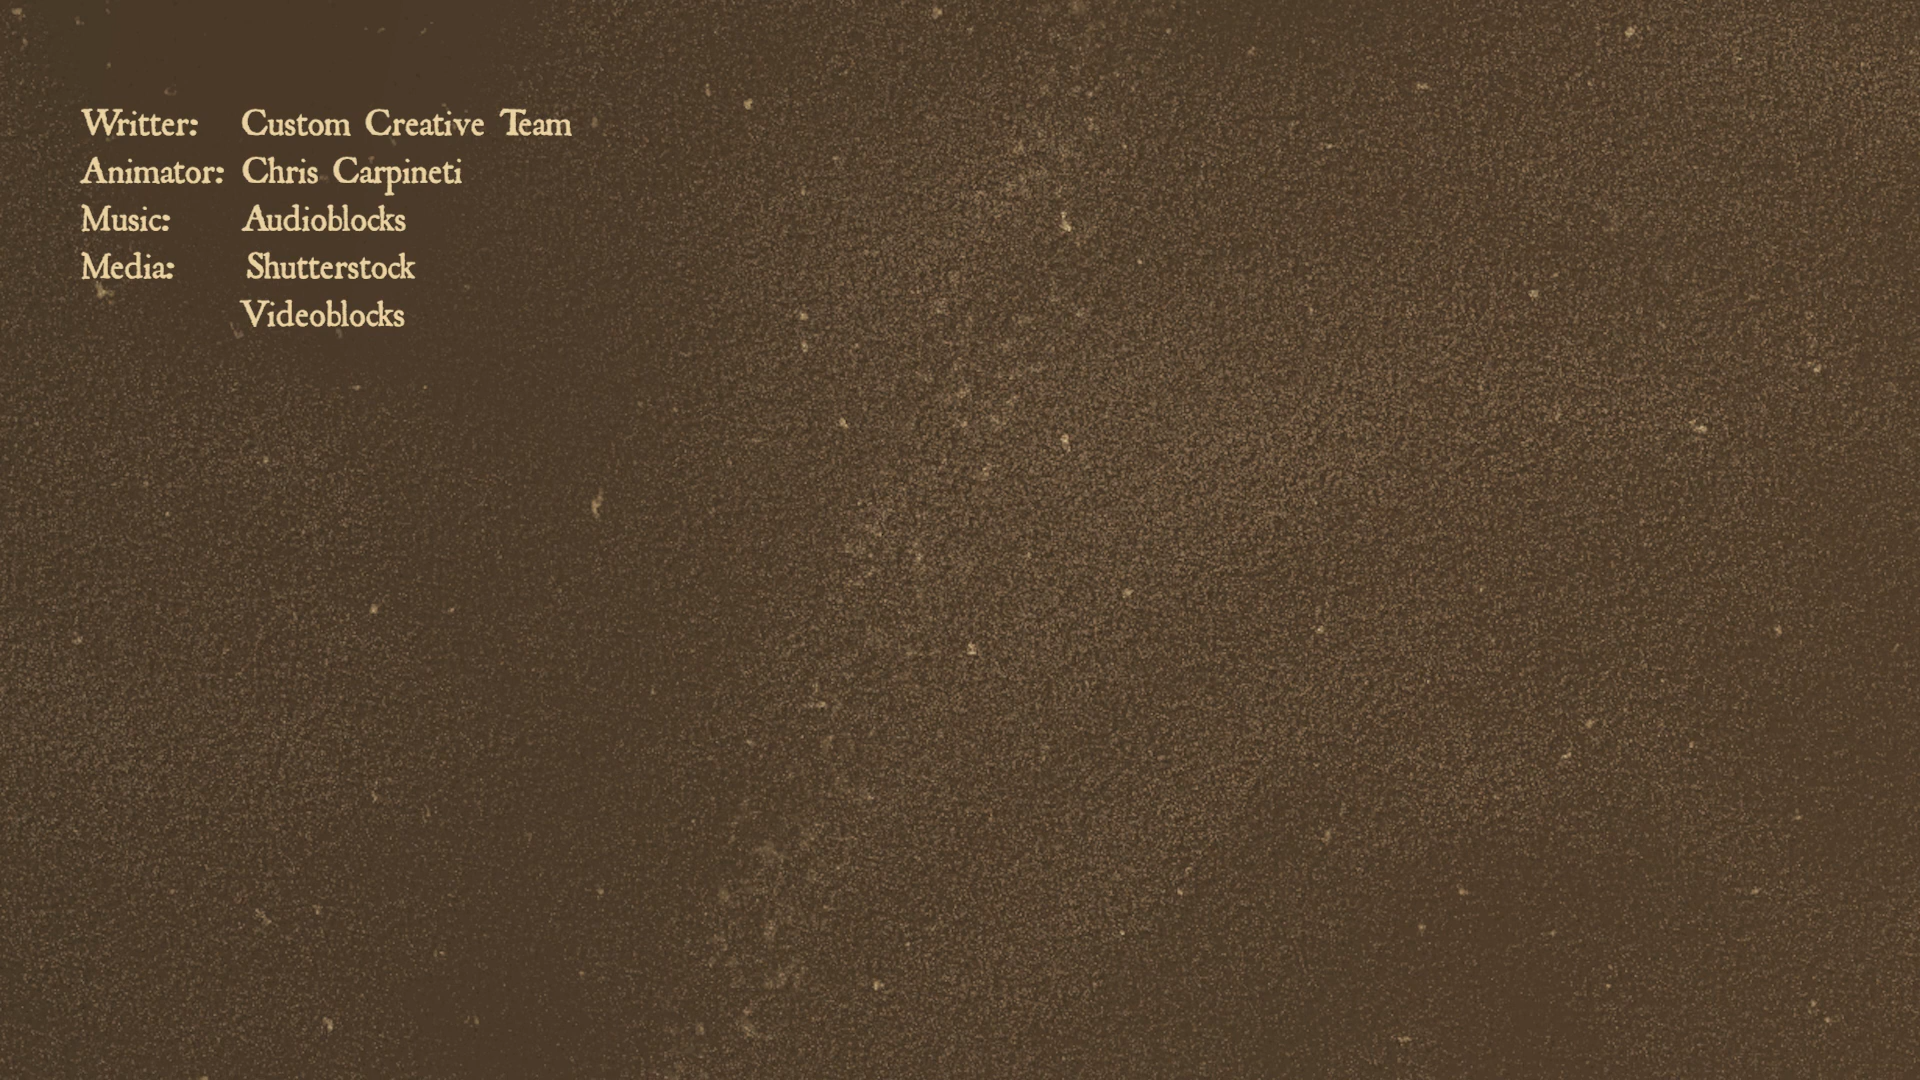 Writter: Custom Creative Team
Animator: Chris Carpineti
Music: Audioblocks
Media: Shutterstock
Videoblocks